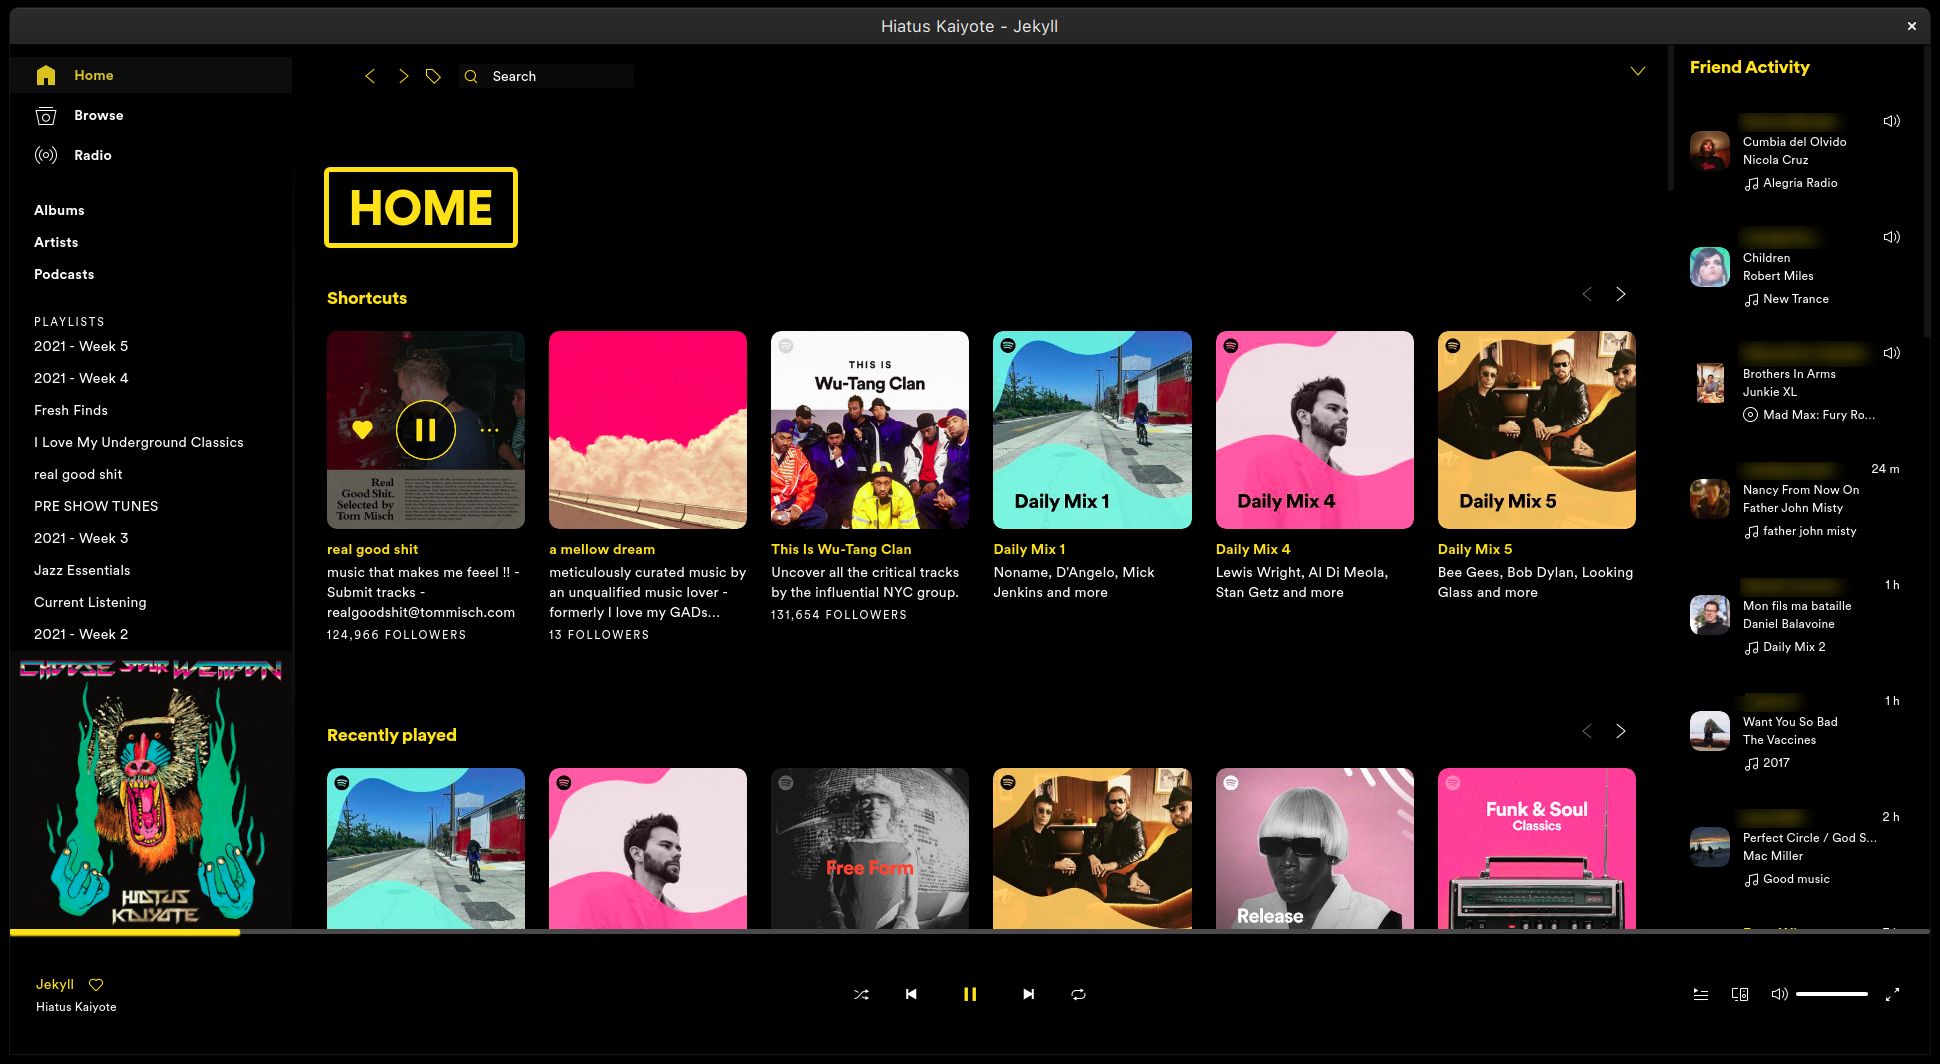 Hiatus Kaiyote - Jekyll
Home
Browse
Radio
Albums
Artists
Podcasts
PLAYLISTS
2021 - Week 5
2021 - Week 4
Fresh Finds
I Love My Underground Classics
real good shit
PRE SHOW TUNES
2021 - Week 3
Jazz Essentials
Current Listening
2021 - Week 2
CHOOSE YOUR WEAPON
HIATUS
KAIYOTE
Search
HOME
Shortcuts
Real
Good Shit.
Selected by
Tom Misch
real good shit
music that makes me feeel !! -
Submit tracks -
realgoodshit@tommisch.com
124,966 FOLLOWERS
a mellow dream
meticulously curated music by
an unqualified music lover -
formerly I love my GADs...
13 FOLLOWERS
THIS IS
Wu-Tang Clan
This Is Wu-Tang Clan
Uncover all the critical tracks
by the influential NYC group.
131,654 FOLLOWERS
Daily Mix 1
Daily Mix 1
Noname, D'Angelo, Mick
Jenkins and more
Daily Mix 4
Daily Mix 4
Lewis Wright, Al Di Meola,
Stan Getz and more
Daily Mix 5
Daily Mix 5
Bee Gees, Bob Dylan, Looking
Glass and more
Recently played
Free Form
Release
Funk & Soul
Classics
Friend Activity
Cumbia del Olvido
Nicola Cruz
Alegria Radio
Children
Robert Miles
New Trance
Brothers In Arms
Junkie XL
Mad Max: Fury Ro...
24 m
Nancy From Now On
Father John Misty
father john misty
1 h
Mon fils ma bataille
Daniel Balavoine
Daily Mix 2
1 h
Want You So Bad
The Vaccines
2017
2 h
Perfect Circle / God S...
Mac Miller
Good music
Jekyll
Hiatus Kaiyote